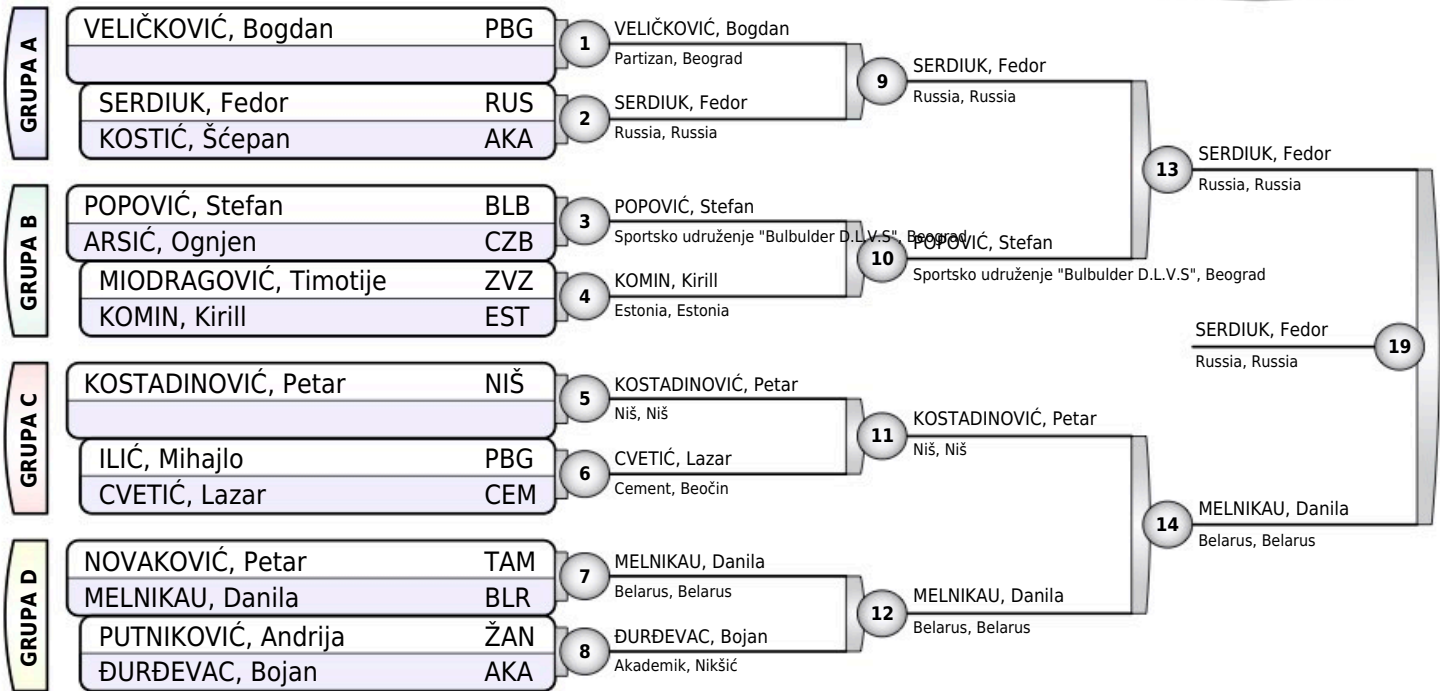 GRUPA A
VELIČKOVIĆ, Bogdan PBG
SERDIUK, Fedor RUS
KOSTIĆ, Šćepan AKA
GRUPA B
POPOVIĆ, Stefan BLB
ARSIĆ, Ognjen CZB
MIODRAGOVIĆ, Timotije ZVZ
KOMIN, Kirill EST
GRUPA C
KOSTADINOVIĆ, Petar NIŠ
ILIĆ, Mihajlo PBG
CVETIĆ, Lazar CEM
GRUPA D
NOVAKOVIĆ, Petar TAM
MELNIKAU, Danila BLR
PUTNIKOVIĆ, Andrija ŽAN
ĐURĐEVAC, Bojan AKA
1
VELIČKOVIĆ, Bogdan
Partizan, Beograd
2
SERDIUK, Fedor
Russia, Russia
3
POPOVIĆ, Stefan
Sportsko udruženje "Bulbulder D.L.V.S", Beograd
4
KOMIN, Kirill
Estonia, Estonia
5
KOSTADINOVIĆ, Petar
Niš, Niš
6
CVETIĆ, Lazar
Cement, Beočin
7
MELNIKAU, Danila
Belarus, Belarus
8
ĐURĐEVAC, Bojan
Akademik, Nikšić
9
SERDIUK, Fedor
Russia, Russia
10
POPOVIĆ, Stefan
Sportsko udruženje "Bulbulder D.L.V.S", Beograd
11
KOSTADINOVIĆ, Petar
Niš, Niš
12
MELNIKAU, Danila
Belarus, Belarus
13
SERDIUK, Fedor
Russia, Russia
14
MELNIKAU, Danila
Belarus, Belarus
SERDIUK, Fedor
Russia, Russia
19